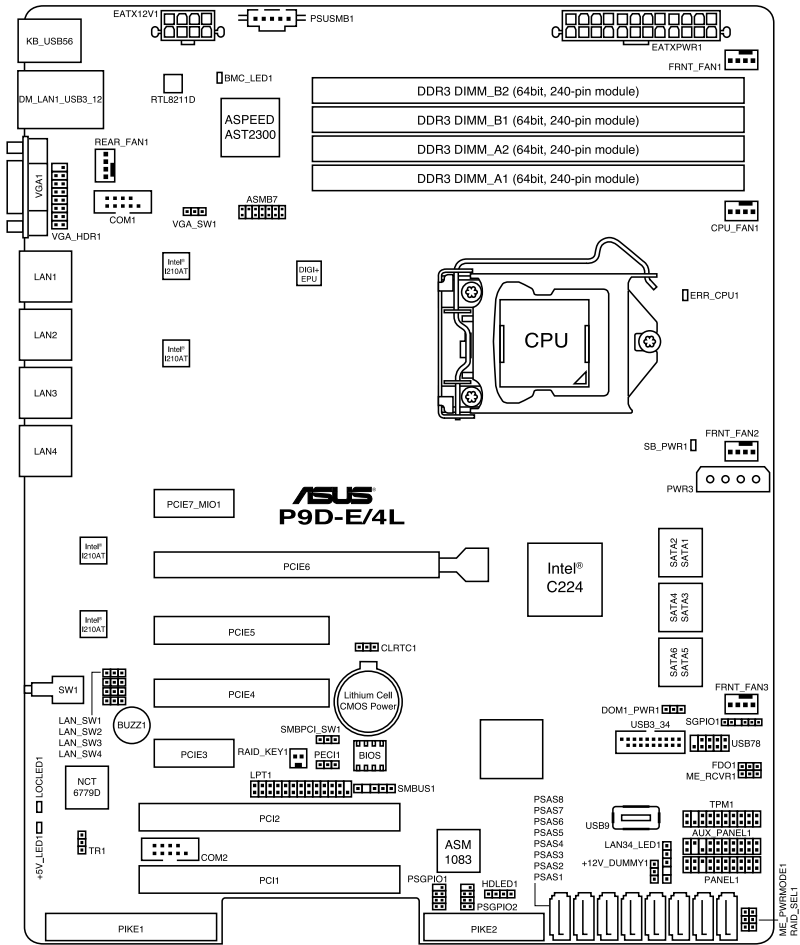 EATX12V1
PSUSMB1
EATXPWR1
KB_USB56
FRNT_FAN1
DM_LAN1_USB3_12
RTL8211D
BMC_LED1
ASPEED
AST2300
DDR3 DIMM_B2 (64bit, 240-pin module)
DDR3 DIMM_B1 (64bit, 240-pin module)
DDR3 DIMM_A2 (64bit, 240-pin module)
DDR3 DIMM_A1 (64bit, 240-pin module)
REAR_FAN1
VGA1
COM1
VGA_HDR1
VGA_SW1
ASMB7
CPU_FAN1
LAN1
Intel®
I210AT
DIGI+
EPU
ERR_CPU1
LAN2
Intel®
I210AT
CPU
LAN3
LAN4
FRNT_FAN2
SB_PWR1
PWR3
PCIE7_MIO1
ASUS®
P9D-E/4L
Intel®
I210AT
PCIE6
Intel®
C224
SATA2
SATA1
SATA4
SATA3
Intel®
I210AT
PCIE5
CLRTC1
SATA6
SATA5
SW1
PCIE4
Lithium Cell
CMOS Power
FRNT_FAN3
DOM1_PWR1
SGPIO1
LAN_SW1
LAN_SW2
LAN_SW3
LAN_SW4
BUZZ1
SMBPCI_SW1
USB3_34
USB78
PCIE3
RAID_KEY1
PECI1
BIOS
FDO1
ME_RCVR1
LOCLED1
NCT
6779D
LPT1
SMBUS1
PSAS8
PSAS7
PSAS6
PSAS5
PSAS4
PSAS3
PSAS2
PSAS1
TPM1
PCI2
USB9
AUX_PANEL1
+5V_LED1
TR1
COM2
ASM
1083
LAN34_LED1
+12V_DUMMY1
PANEL1
PCI1
PSGPIO1
HDLED1
PSGPIO2
PIKE1
PIKE2
ME_PWRMODE1
RAID_SEL1